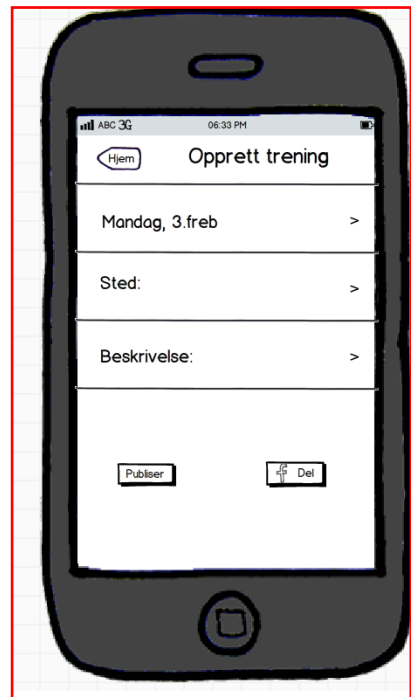 ABC 3G 06:33 PM
Hjem Opprett trening
Mandag, 3.freb >
Sted: >
Beskrivelse: >
Publiser f Del